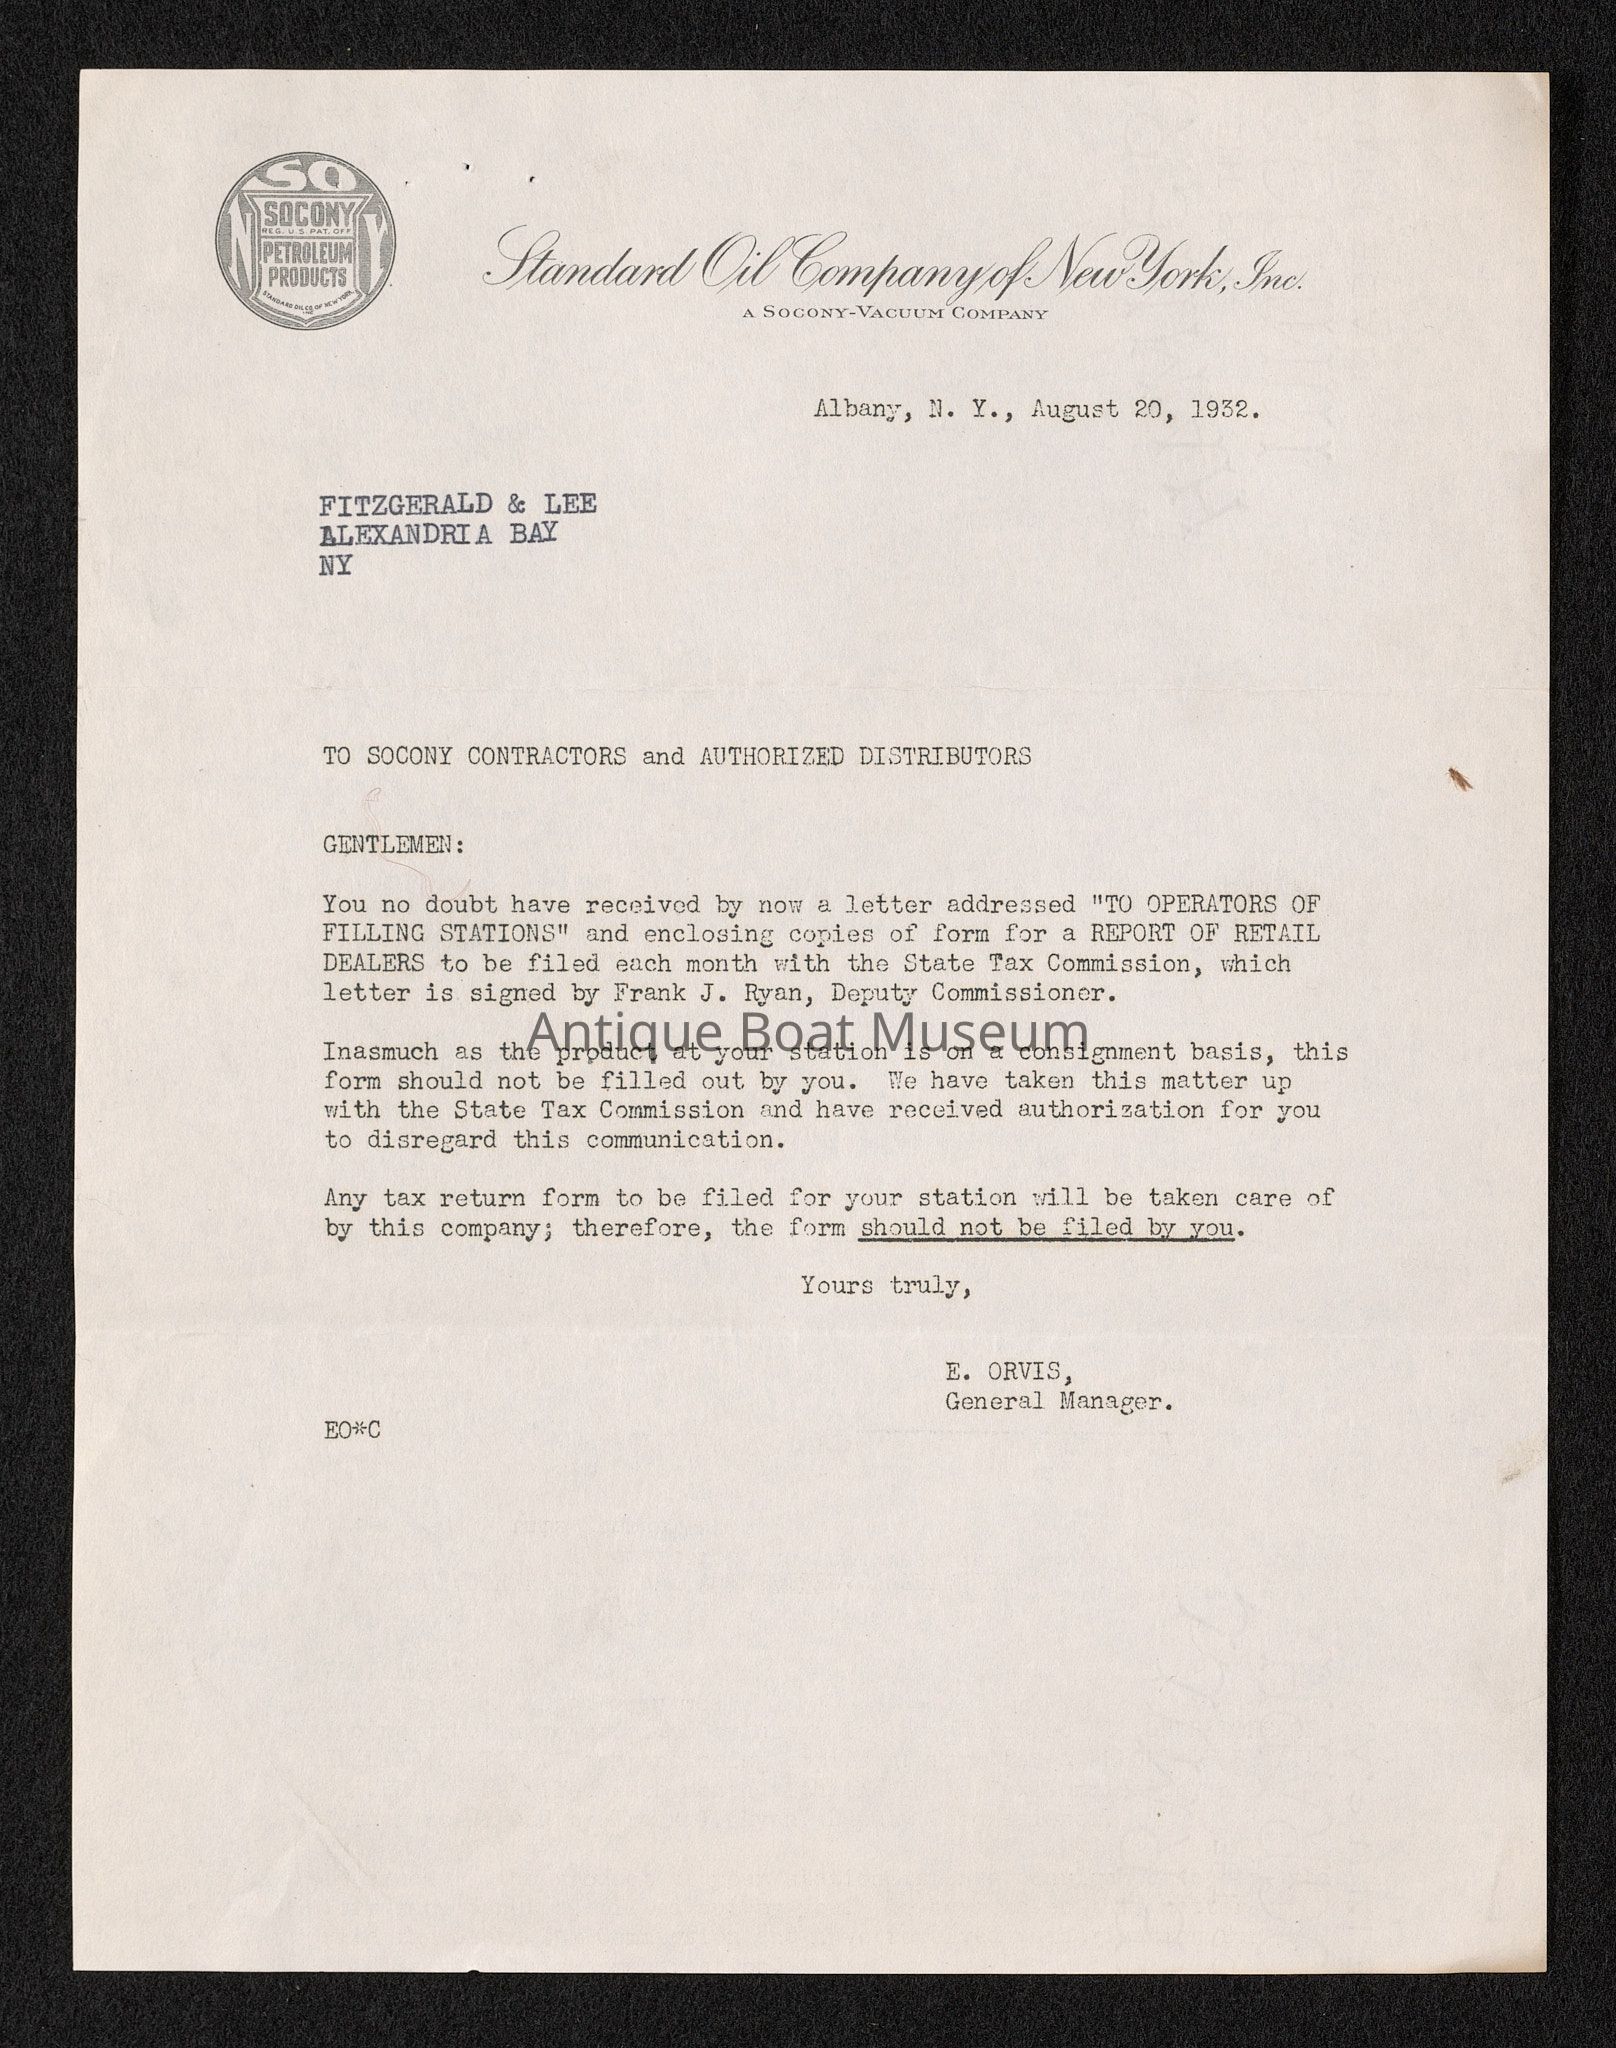 SO
N Y
SOCONY
REG. U.S. PAT. OFF.
PETROLEUM
PRODUCTS
STANDARD OIL CO. OF NEW YORK
INC.
Standard Oil Company of New York, Inc.
A SOCONY-VACUUM COMPANY
Albany, N. Y., August 20, 1932.
FITZGERALD & LEE
ALEXANDRIA BAY
NY
TO SOCONY CONTRACTORS and AUTHORIZED DISTRIBUTORS
GENTLEMEN:
You no doubt have received by now a letter addressed "TO OPERATORS OF
FILLING STATIONS" and enclosing copies of form for a REPORT OF RETAIL
DEALERS to be filed each month with the State Tax Commission, which
letter is signed by Frank J. Ryan, Deputy Commissioner.
Antique Boat Museum
Inasmuch as the product at your station is on a consignment basis, this
form should not be filled out by you. We have taken this matter up
with the State Tax Commission and have received authorization for you
to disregard this communication.
Any tax return form to be filed for your station will be taken care of
by this company; therefore, the form should not be filed by you.
Yours truly,
E. ORVIS,
General Manager.
EO*C